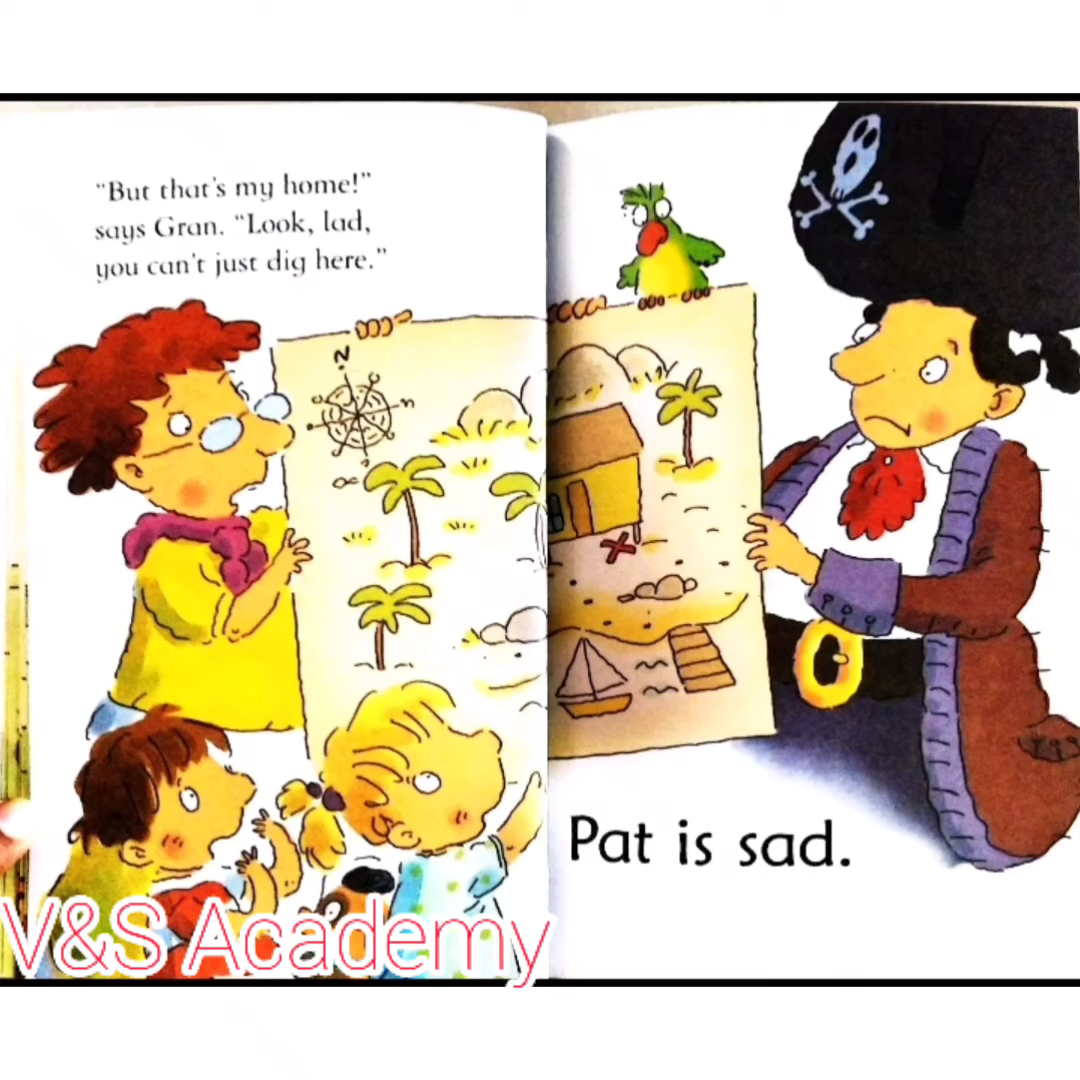 “But that’s my home!”
says Gran. “Look, lad,
you can’t just dig here.”
N
Pat is sad.
V&S Academy